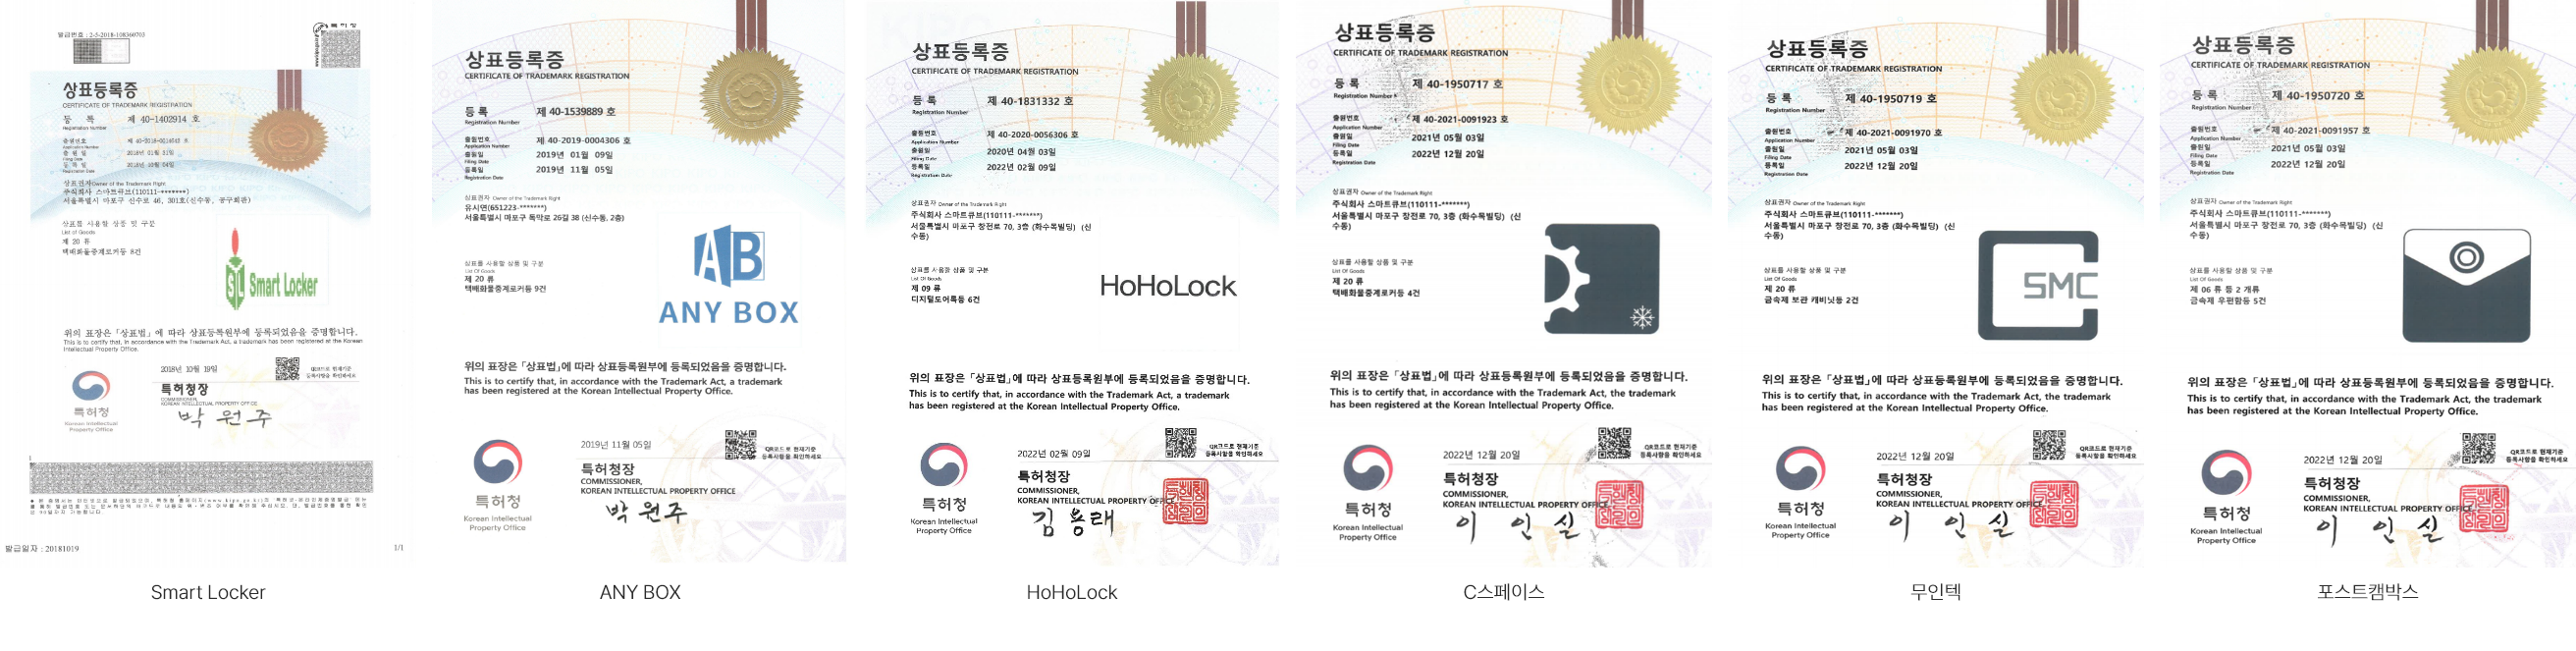 발급번호 : 2-5-2018-108360703
특허청
상표등록증
CERTIFICATE OF TRADEMARK REGISTRATION
등 록 제 40-1402914 호
Registration Number
출원번호
Application Number
출 원 일 2018년 01월 31일
Filing Date
등 록 일 2018년 10월 04일
Registration Date
상표권자 Owner of the Trademark Right
주식회사 스마트큐브(110111-*******)
서울특별시 마포구 신수로 46, 301호(신수동, 공구회관)
상표를 사용할 상품 및 구분
List of Goods
제 20 류
택배화물중계로커등 8건
SL Smart Locker
위의 표장은 「상표법」에 따라 상표등록원부에 등록되었음을 증명합니다.
This is to certify that, in accordance with the Trademark Act, a trademark has been registered at the Korean
Intellectual Property Office.
2018년 10월 19일
QR코드로 현재기준
등록사항을 확인하세요
특허청장
COMMISSIONER,
KOREAN INTELLECTUAL PROPERTY OFFICE
박 원 주
특허청
Korean Intellectual
Property Office
발급일자 : 20181019
1/1
Smart Locker
상표등록증
CERTIFICATE OF TRADEMARK REGISTRATION
등 록 제 40-1539889 호
Registration Number
출원번호 제 40-2019-0004306 호
Application Number
출원일 2019년 01월 09일
Filing Date
등록일 2019년 11월 05일
Registration Date
상표권자 Owner of the Trademark Right
유시연(651223-*******)
서울특별시 마포구 독막로 26길 38 (신수동, 2층)
상표를 사용할 상품 및 구분
List Of Goods
제 20 류
택배화물중계로커등 9건
AB
ANY BOX
위의 표장은 「상표법」에 따라 상표등록원부에 등록되었음을 증명합니다.
This is to certify that, in accordance with the Trademark Act, a trademark
has been registered at the Korean Intellectual Property Office.
2019년 11월 05일
QR코드로 현재기준
등록사항을 확인하세요
특허청장
COMMISSIONER,
KOREAN INTELLECTUAL PROPERTY OFFICE
박 원 주
특허청
Korean Intellectual
Property Office
ANY BOX
상표등록증
CERTIFICATE OF TRADEMARK REGISTRATION
등 록 제 40-1831332 호
Registration Number
출원번호 제 40-2020-0056306 호
Application Number
출원일 2020년 04월 03일
Filing Date
등록일 2022년 02월 09일
Registration Date
상표권자 Owner of the Trademark Right
주식회사 스마트큐브(110111-*******)
서울특별시 마포구 창전로 70, 3층 (화수목빌딩) (신
수동)
상표를 사용할 상품 및 구분
List Of Goods
제 09 류
디지털도어록등 6건
HoHoLock
위의 표장은 「상표법」에 따라 상표등록원부에 등록되었음을 증명합니다.
This is to certify that, in accordance with the Trademark Act, a trademark
has been registered at the Korean Intellectual Property Office.
2022년 02월 09일
QR코드로 현재기준
등록사항을 확인하세요
특허청장
COMMISSIONER,
KOREAN INTELLECTUAL PROPERTY OFFICE
김 용 래
특허청
Korean Intellectual
Property Office
HoHoLock
상표등록증
CERTIFICATE OF TRADEMARK REGISTRATION
등 록 제 40-1950717 호
Registration Number
출원번호 제 40-2021-0091923 호
Application Number
출원일 2021년 05월 03일
Filing Date
등록일 2022년 12월 20일
Registration Date
상표권자 Owner of the Trademark Right
주식회사 스마트큐브(110111-*******)
서울특별시 마포구 창전로 70, 3층 (화수목빌딩) (신
수동)
상표를 사용할 상품 및 구분
List Of Goods
제 20 류
택배화물중계로커등 4건
위의 표장은 「상표법」에 따라 상표등록원부에 등록되었음을 증명합니다.
This is to certify that, in accordance with the Trademark Act, the trademark
has been registered at the Korean Intellectual Property Office.
2022년 12월 20일
QR코드로 현재기준
등록사항을 확인하세요
특허청장
COMMISSIONER,
KOREAN INTELLECTUAL PROPERTY OFFICE
이 인 실
특허청
Korean Intellectual
Property Office
C스페이스
상표등록증
CERTIFICATE OF TRADEMARK REGISTRATION
등 록 제 40-1950719 호
Registration Number
출원번호 제 40-2021-0091970 호
Application Number
출원일 2021년 05월 03일
Filing Date
등록일 2022년 12월 20일
Registration Date
상표권자 Owner of the Trademark Right
주식회사 스마트큐브(110111-*******)
서울특별시 마포구 창전로 70, 3층 (화수목빌딩) (신
수동)
상표를 사용할 상품 및 구분
List Of Goods
제 20 류
금속제 보관 캐비닛등 2건
SMC
위의 표장은 「상표법」에 따라 상표등록원부에 등록되었음을 증명합니다.
This is to certify that, in accordance with the Trademark Act, the trademark
has been registered at the Korean Intellectual Property Office.
2022년 12월 20일
QR코드로 현재기준
등록사항을 확인하세요
특허청장
COMMISSIONER,
KOREAN INTELLECTUAL PROPERTY OFFICE
이 인 실
특허청
Korean Intellectual
Property Office
무인텍
상표등록증
CERTIFICATE OF TRADEMARK REGISTRATION
등 록 제 40-1950720 호
Registration Number
출원번호 제 40-2021-0091957 호
Application Number
출원일 2021년 05월 03일
Filing Date
등록일 2022년 12월 20일
Registration Date
상표권자 Owner of the Trademark Right
주식회사 스마트큐브(110111-*******)
서울특별시 마포구 창전로 70, 3층 (화수목빌딩) (신
수동)
상표를 사용할 상품 및 구분
List Of Goods
제 06 류 등 2 개류
금속제 우편함등 5건
위의 표장은 「상표법」에 따라 상표등록원부에 등록되었음을 증명합니다.
This is to certify that, in accordance with the Trademark Act, the trademark
has been registered at the Korean Intellectual Property Office.
2022년 12월 20일
QR코드로 현재기준
등록사항을 확인하세요
특허청장
COMMISSIONER,
KOREAN INTELLECTUAL PROPERTY OFFICE
이 인 실
특허청
Korean Intellectual
Property Office
포스트캠박스